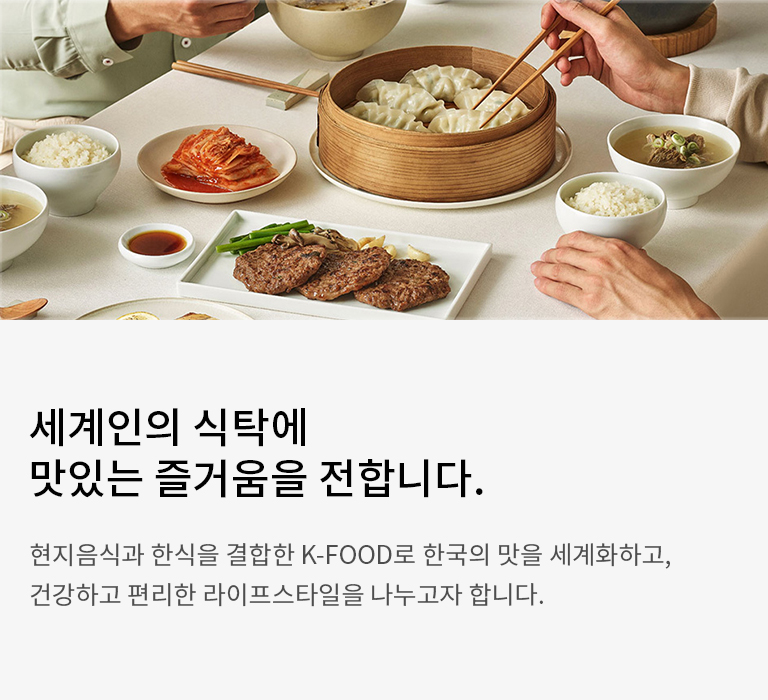 세계인의 식탁에
맛있는 즐거움을 전합니다.
현지음식과 한식을 결합한 K-FOOD로 한국의 맛을 세계화하고,
건강하고 편리한 라이프스타일을 나누고자 합니다.